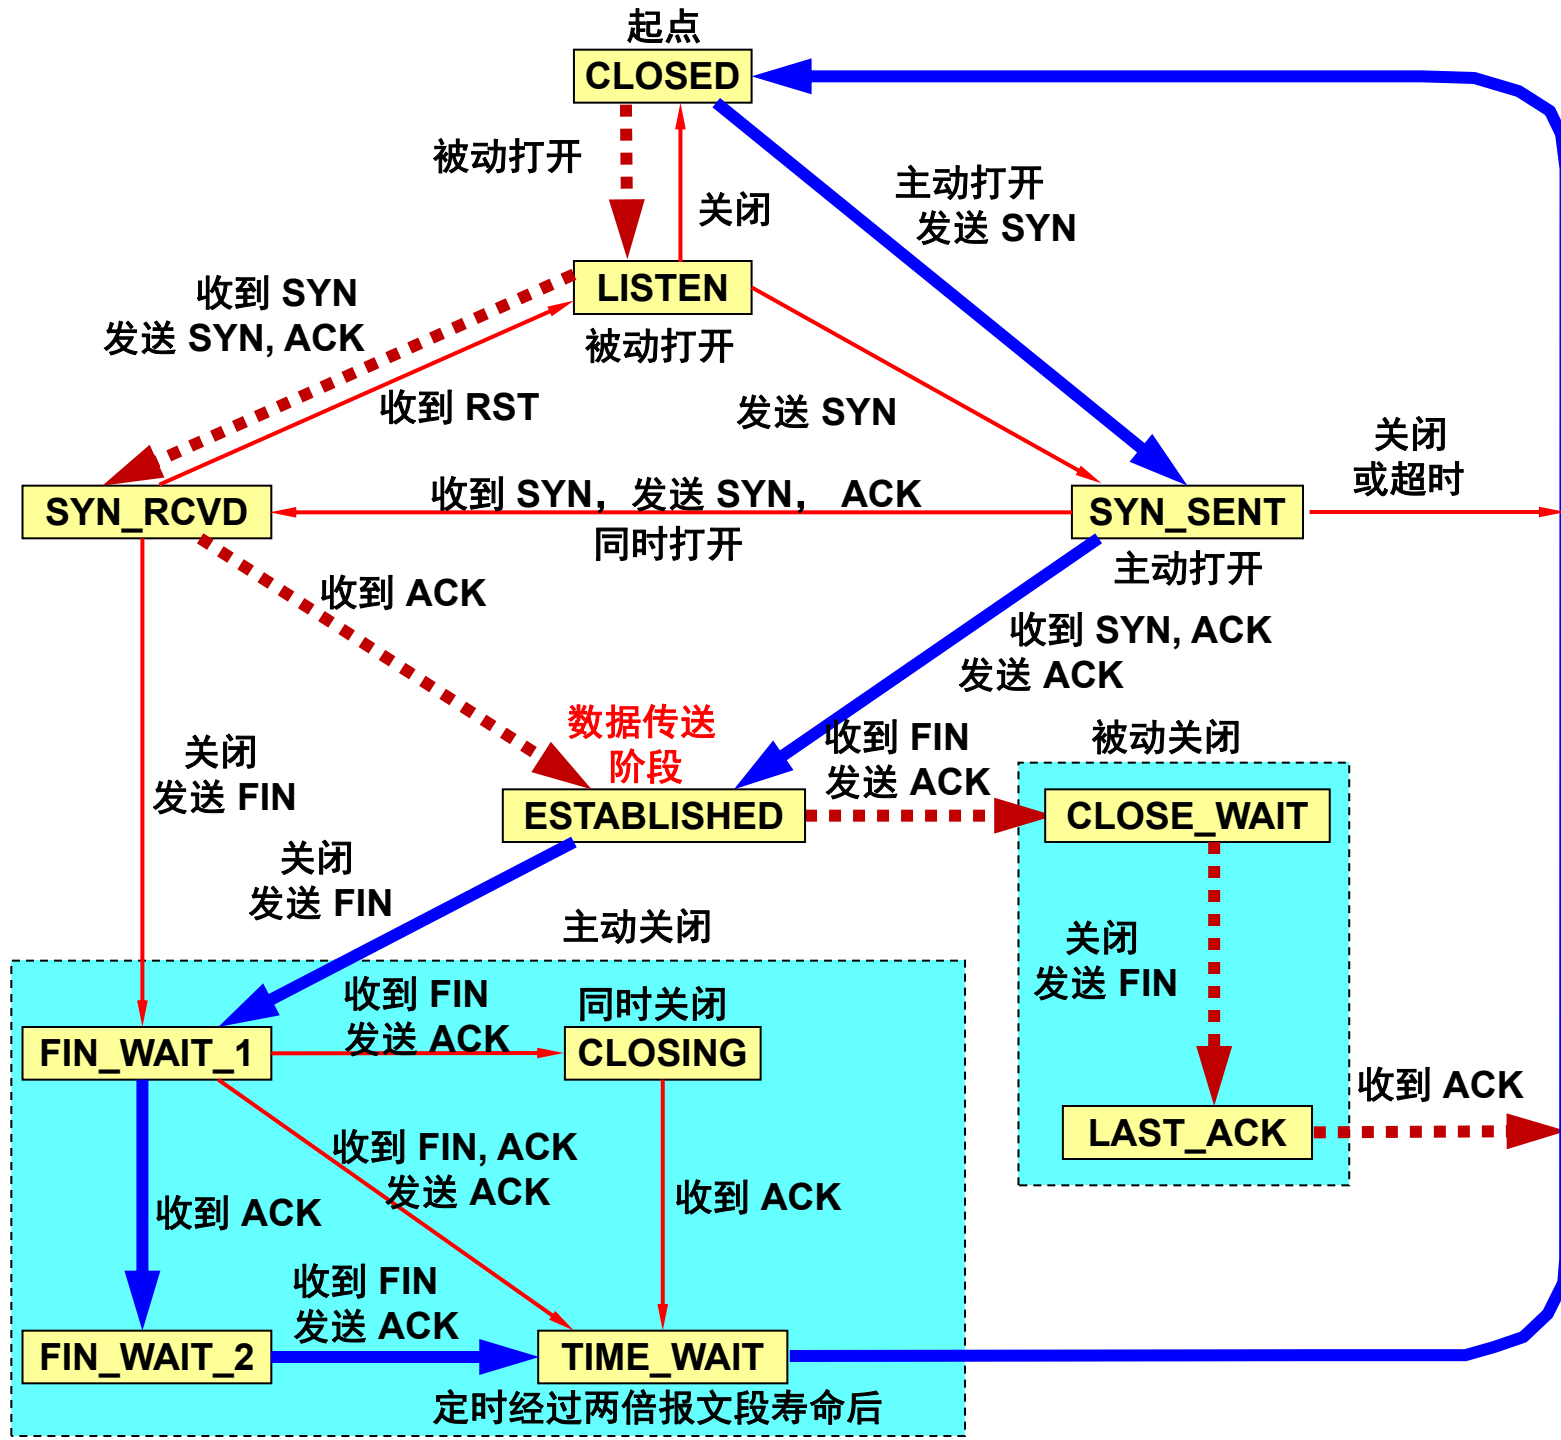 起点
CLOSED
被动打开
关闭
主动打开
发送 SYN
收到 SYN
发送 SYN, ACK
LISTEN
被动打开
收到 RST
发送 SYN
关闭
或超时
SYN_RCVD
收到 SYN，发送 SYN， ACK
同时打开
SYN_SENT
主动打开
收到 ACK
收到 SYN, ACK
发送 ACK
数据传送
阶段
收到 FIN
发送 ACK
被动关闭
关闭
发送 FIN
ESTABLISHED
CLOSE_WAIT
关闭
发送 FIN
主动关闭
关闭
发送 FIN
收到 FIN
发送 ACK
同时关闭
FIN_WAIT_1
CLOSING
收到 ACK
LAST_ACK
收到 FIN, ACK
发送 ACK
收到 ACK
收到 ACK
收到 FIN
发送 ACK
FIN_WAIT_2
TIME_WAIT
定时经过两倍报文段寿命后